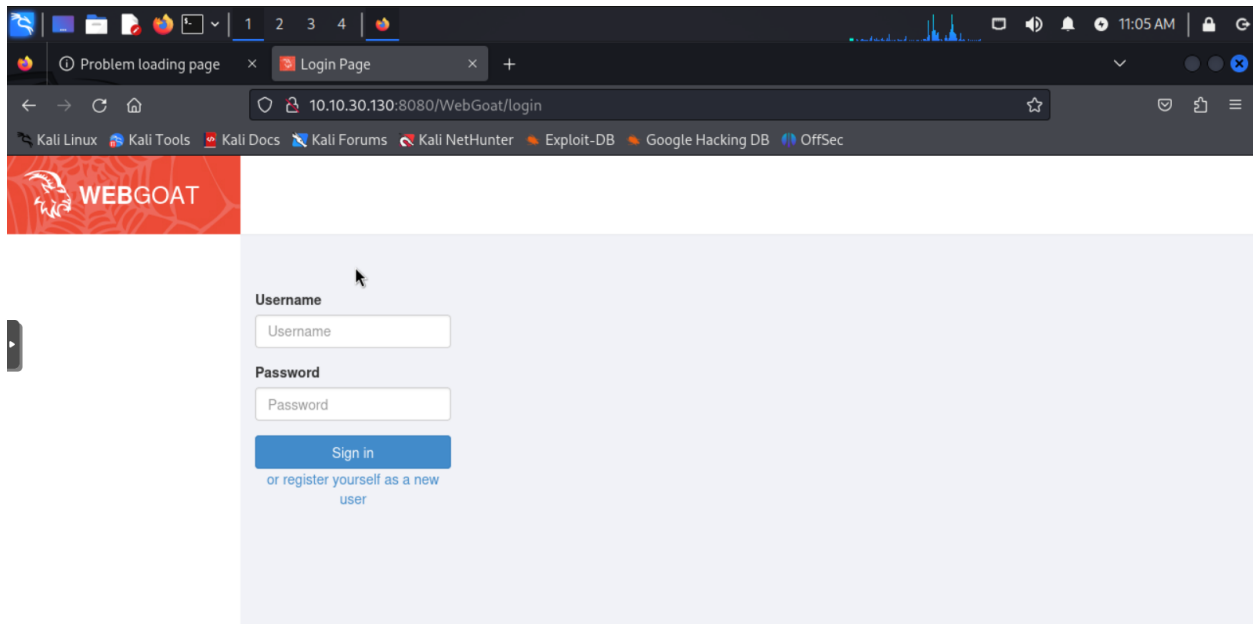 1 2 3 4 11:05 AM
Problem loading page Login Page
10.10.30.130:8080/WebGoat/login
Kali Linux Kali Tools Kali Docs Kali Forums Kali NetHunter Exploit-DB Google Hacking DB OffSec
WEBGOAT
Username
Username
Password
Password
Sign in
or register yourself as a new
user